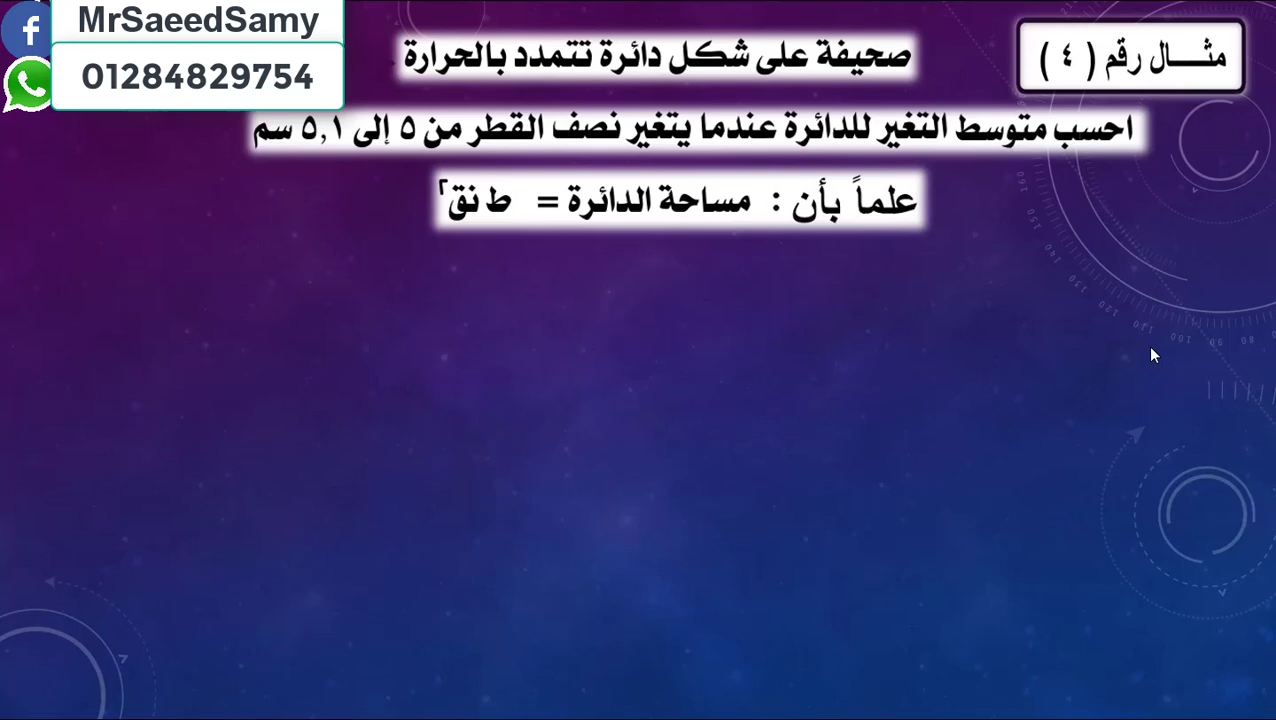 MrSaeedSamy
01284829754
مثـــال رقم ( ٤ )
صحيفة على شكل دائرة تتمدد بالحرارة
احسب متوسط التغير للدائرة عندما يتغير نصف القطر من ٥ إلى ٥,١ سم
علماً بأن : مساحة الدائرة = ط نق٢